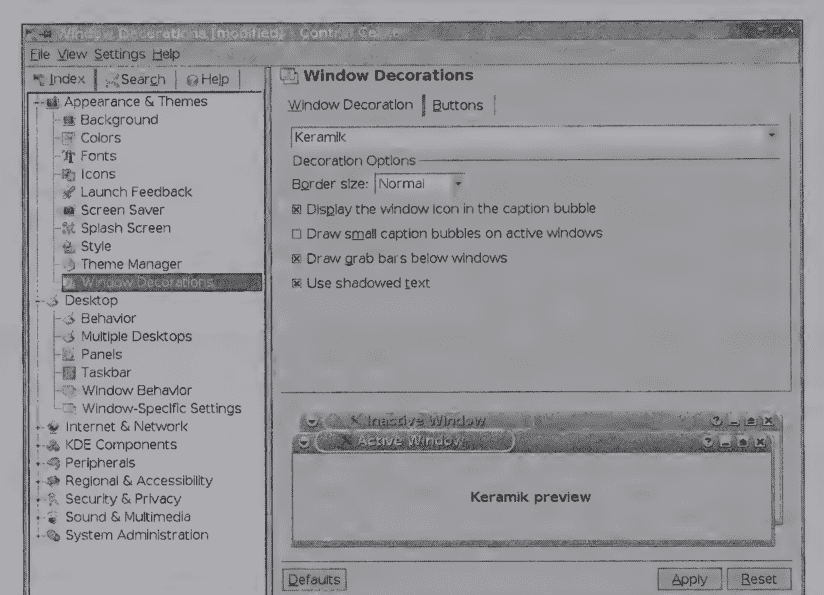 Window Decorations [modified] - Control Center
File View Settings Help
Index Search Help
Appearance & Themes
Background
Colors
Fonts
Icons
Launch Feedback
Screen Saver
Splash Screen
Style
Theme Manager
Window Decorations
Desktop
Behavior
Multiple Desktops
Panels
Taskbar
Window Behavior
Window-Specific Settings
Internet & Network
KDE Components
Peripherals
Regional & Accessibility
Security & Privacy
Sound & Multimedia
System Administration
Window Decorations
Window Decoration Buttons
Keramik
Decoration Options
Border size: Normal
Display the window icon in the caption bubble
Draw small caption bubbles on active windows
Draw grab bars below windows
Use shadowed text
Inactive Window
Active Window
Keramik preview
Defaults Apply Reset